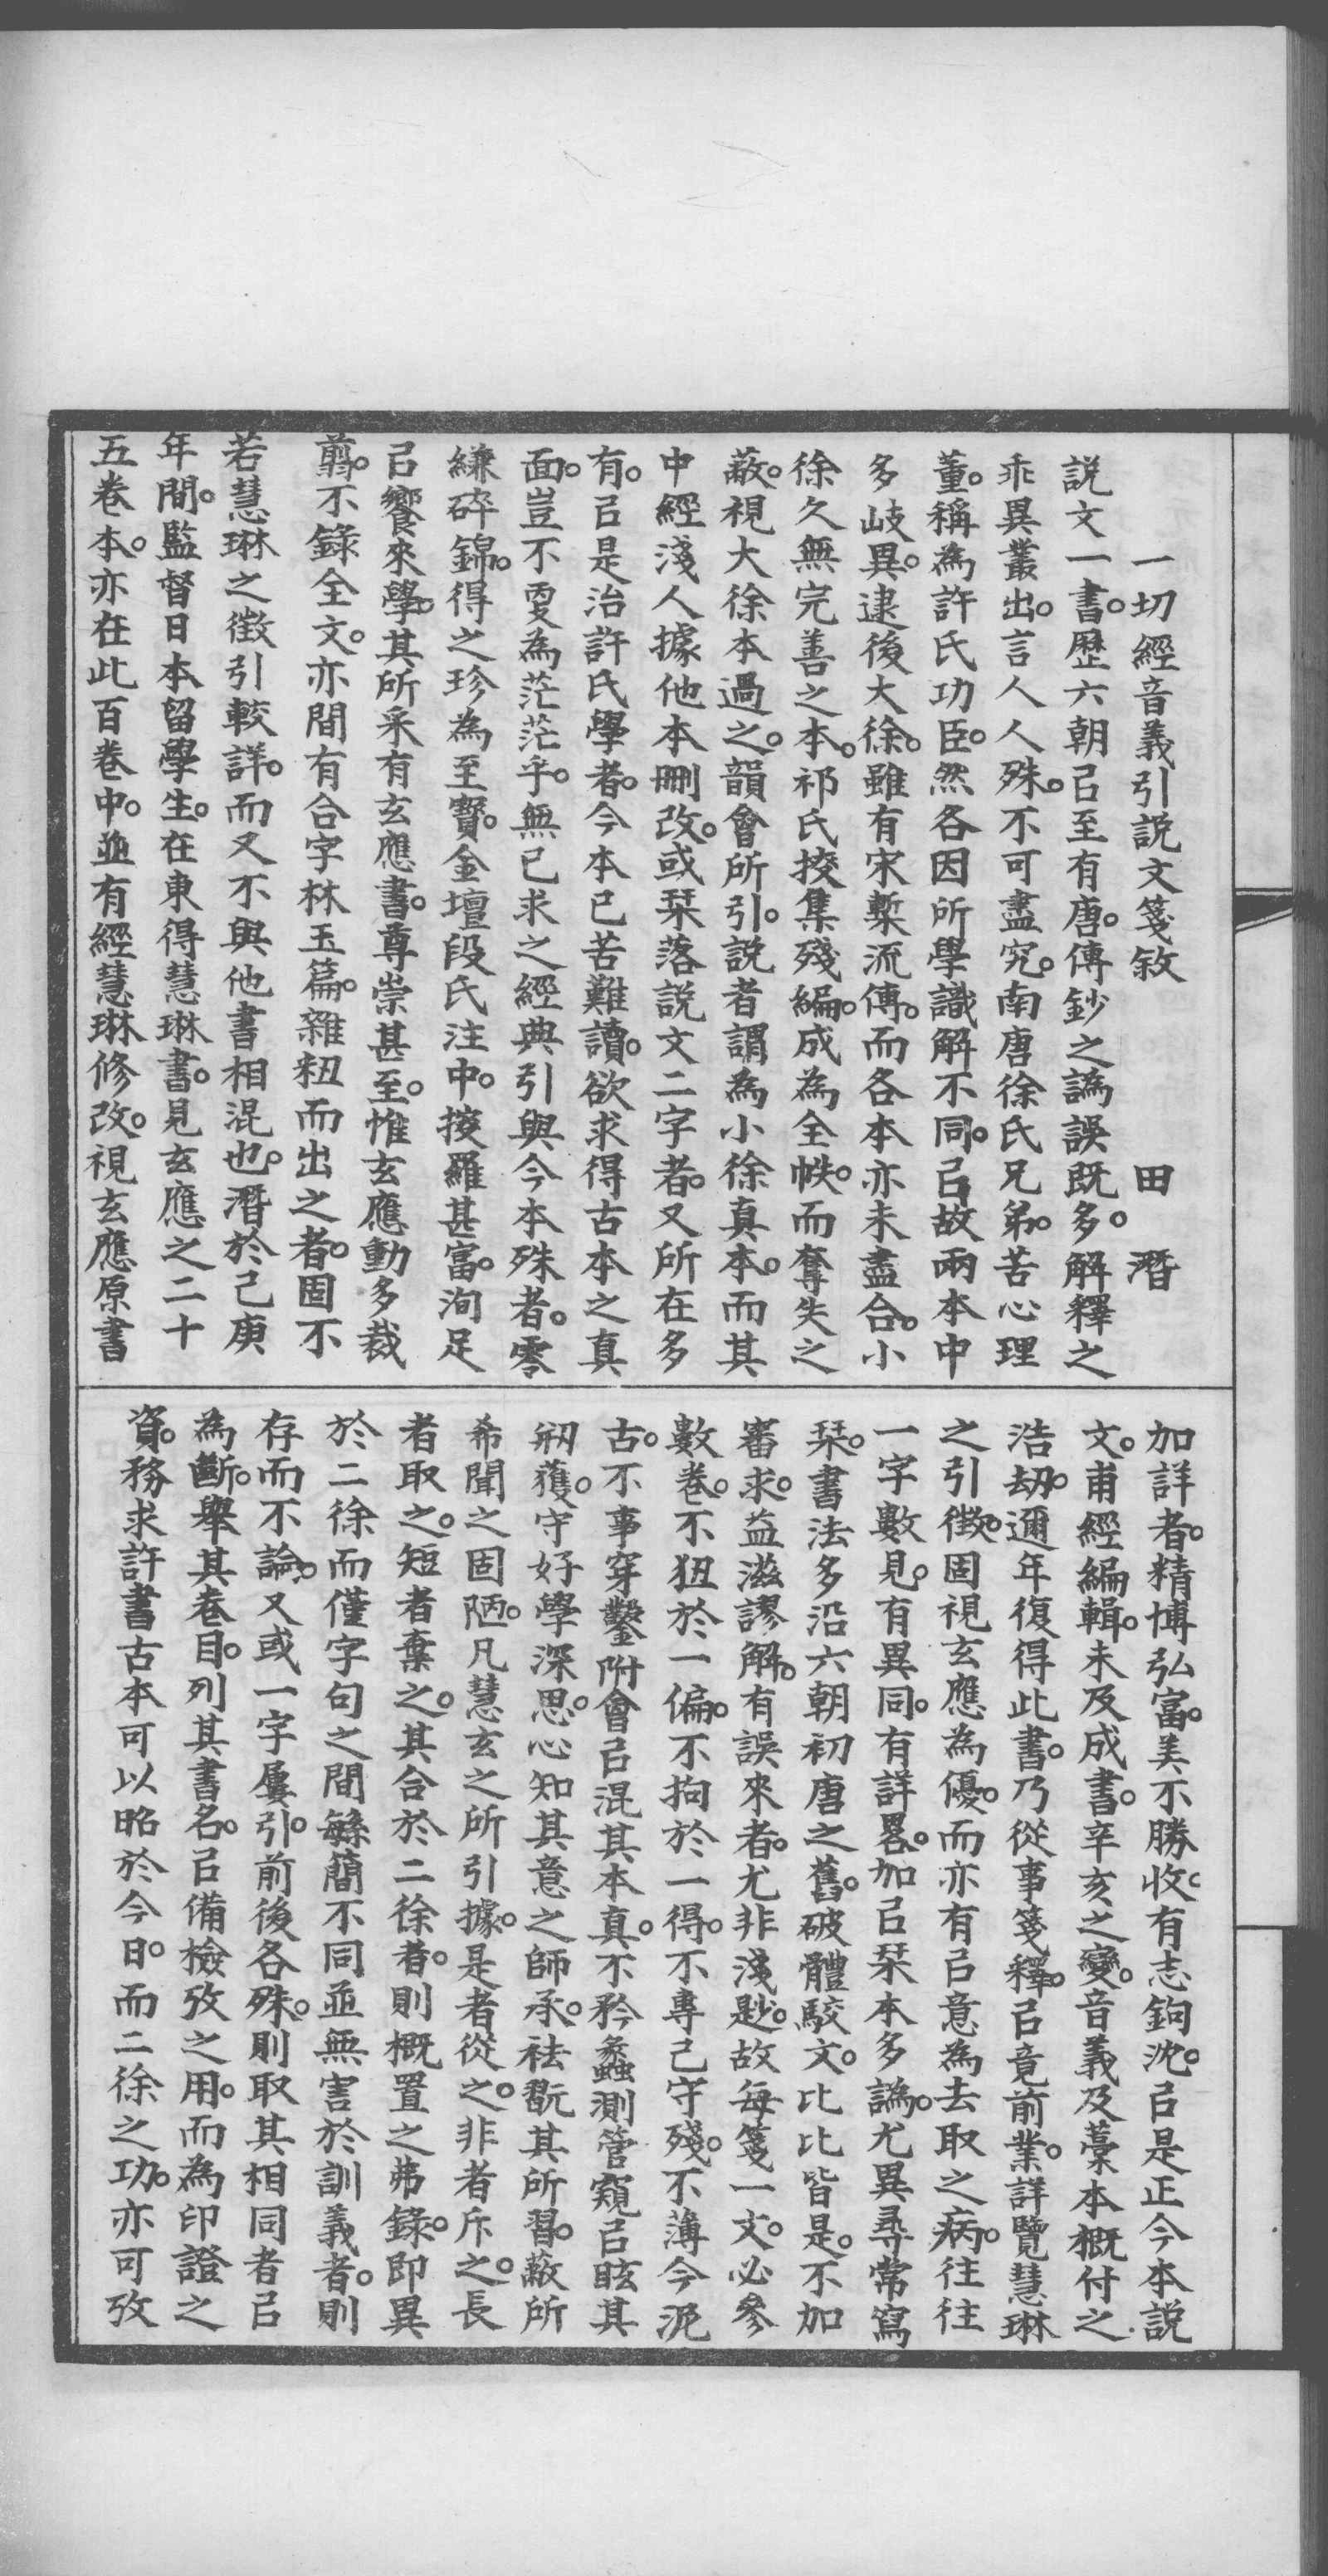 一切經音義引説文箋敘　田　潛
説文一書。歴六朝㠯至有唐。傳鈔之譌誤既多。解釋之
乖異叢出。言人人殊。不可盡究。南唐徐氏兄弟。苦心理
董。稱為許氏功臣。然各因所學識解不同。㠯故兩本中
多岐異。逮後大徐。雖有宋槧流傳。而各本亦未盡合。小
徐久無完善之本。祁氏挍集殘編。成為全帙。而奪失之
蔽。視大徐本過之。韻會所引。説者謂為小徐真本。而其
中經淺人據他本刪改。或栞落説文二字者。又所在多
有。㠯是治許氏學者。今本已苦難讀。欲求得古本之真
面。豈不戛為茫茫乎。無已求之經典引與今本殊者。零
縑碎錦。得之珍為至寶。金壇段氏注中。搜羅甚富。洵足
㠯饗來學。其所采有玄應書。尊崇甚至。惟玄應動多裁
翦。不錄全文。亦間有合字林玉篇。雜粈而出之者。固不
若慧琳之徵引較詳。而又不與他書相混也。潛於己庚
年間。監督日本留學生。在東得慧琳書。見玄應之二十
五卷本。亦在此百卷中。並有經慧琳修改。視玄應原書
加詳者。精博弘富。美不勝收。有志鉤沈。㠯是正今本説
文。甫經編輯。未及成書。辛亥之變。音義及藳本概付之
浩劫。邇年復得此書。乃從事箋釋。㠯竟前業。詳覽慧琳
之引徵。固視玄應為優。而亦有㠯意為去取之病。往往
一字數見。有異同。有詳畧。加㠯栞本多譌。尤異尋常寫
栞。書法多沿六朝初唐之舊。破體駮文。比比皆是。不加
審求。益滋謬解。有誤來者。尤非淺尟。故每箋一文。必參
數卷。不狃於一偏。不拘於一得。不專己守殘。不薄今泥
古。不事穿鑿附會㠯混其本真。不矜蠡測管窺㠯眩其
剏獲。守好學深思。心知其意之師承。袪翫其所習。蔽所
希聞之固陋。凡慧玄之所引據。是者從之。非者斥之。長
者取之。短者棄之。其合於二徐者。則概置之弗錄。即異
於二徐而僅字句之間緐簡不同並無害於訓義者。則
存而不論。又或一字屢引。前後各殊。則取其相同者㠯
為斷。舉其卷目。列其書名。㠯備檢攷之用。而為印證之
資。務求許書古本可以昭於今日。而二徐之功。亦可攷